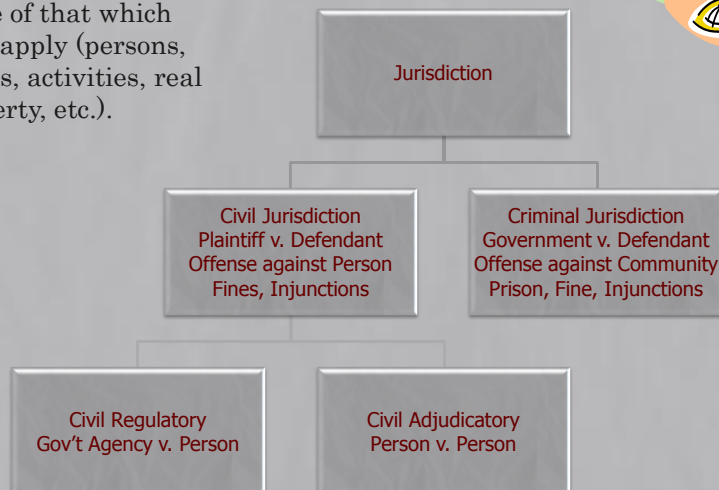 e of that which
apply (persons,
s, activities, real
erty, etc.).
Jurisdiction
Civil Jurisdiction
Plaintiff v. Defendant
Offense against Person
Fines, Injunctions
Criminal Jurisdiction
Government v. Defendant
Offense against Community
Prison, Fine, Injunctions
Civil Regulatory
Gov't Agency v. Person
Civil Adjudicatory
Person v. Person